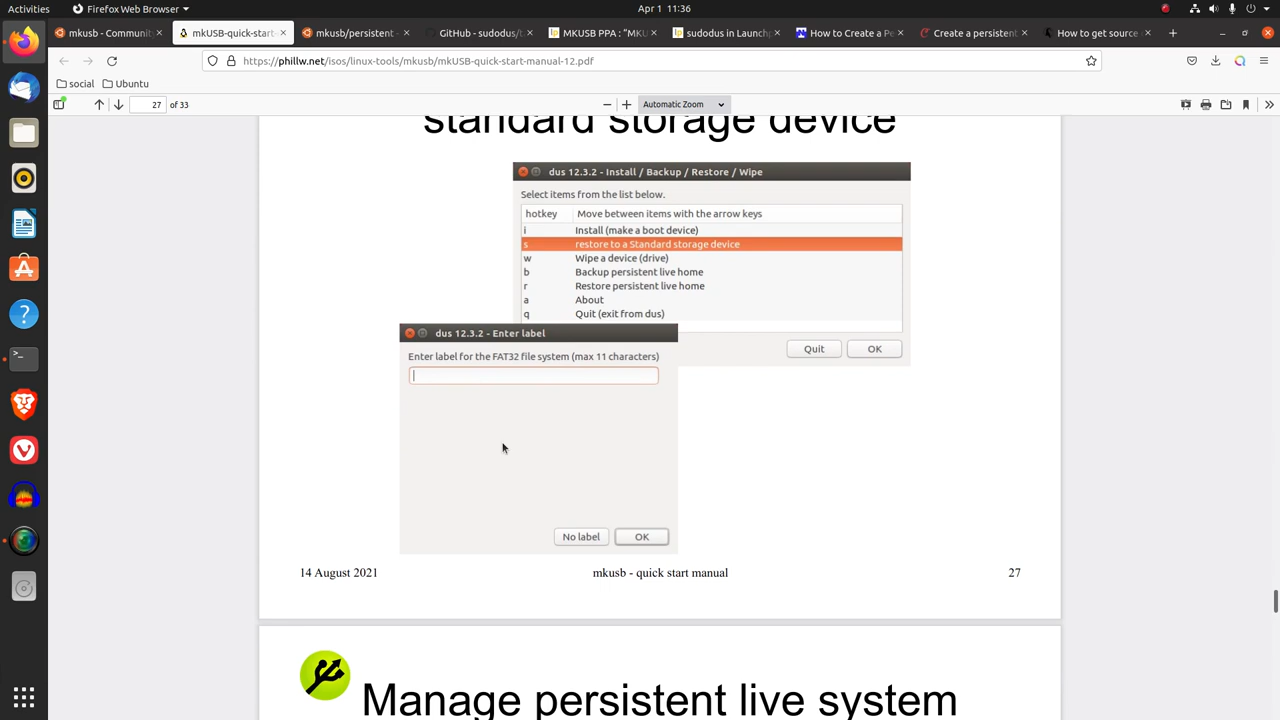 Activities
Firefox Web Browser
Apr 1 11:36
mkusb - Communit
mkUSB-quick-start-
mkusb/persistent -
GitHub - sudodus/ta
MKUSB PPA : "MKU
sudodus in Launchp
How to Create a Pe
Create a persistent
How to get source
https://phillw.net/isos/linux-tools/mkusb/mkUSB-quick-start-manual-12.pdf
social
Ubuntu
27
of 33
Automatic Zoom
standard storage device
dus 12.3.2 - Install / Backup / Restore / Wipe
Select items from the list below.
hotkey Move between items with the arrow keys
i Install (make a boot device)
s restore to a Standard storage device
w Wipe a device (drive)
b Backup persistent live home
r Restore persistent live home
a About
q Quit (exit from dus)
Quit
OK
dus 12.3.2 - Enter label
Enter label for the FAT32 file system (max 11 characters)
No label
OK
14 August 2021
mkusb - quick start manual
27
Manage persistent live system